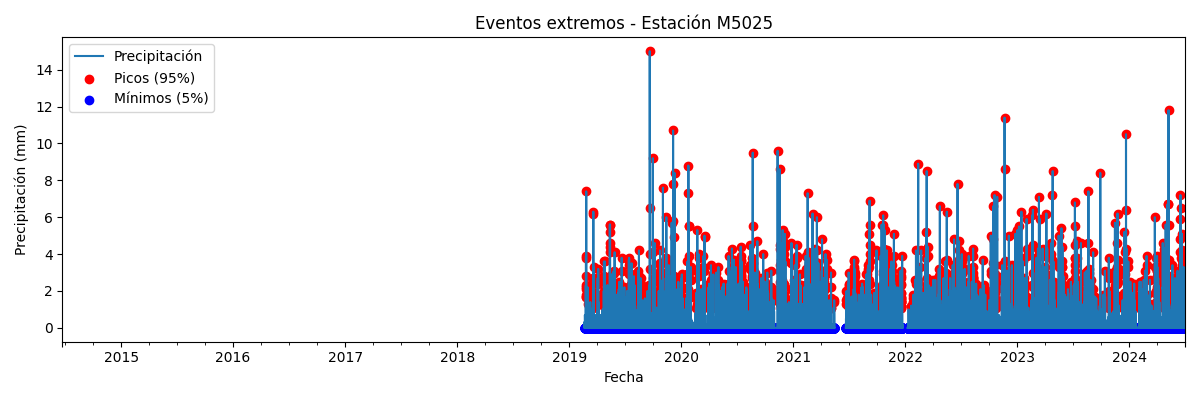 Eventos extremos - Estación M5025
Precipitación
Picos (95%)
Mínimos (5%)
Precipitación (mm)
14
12
10
8
6
4
2
0
2015 2016 2017 2018 2019 2020 2021 2022 2023 2024
Fecha